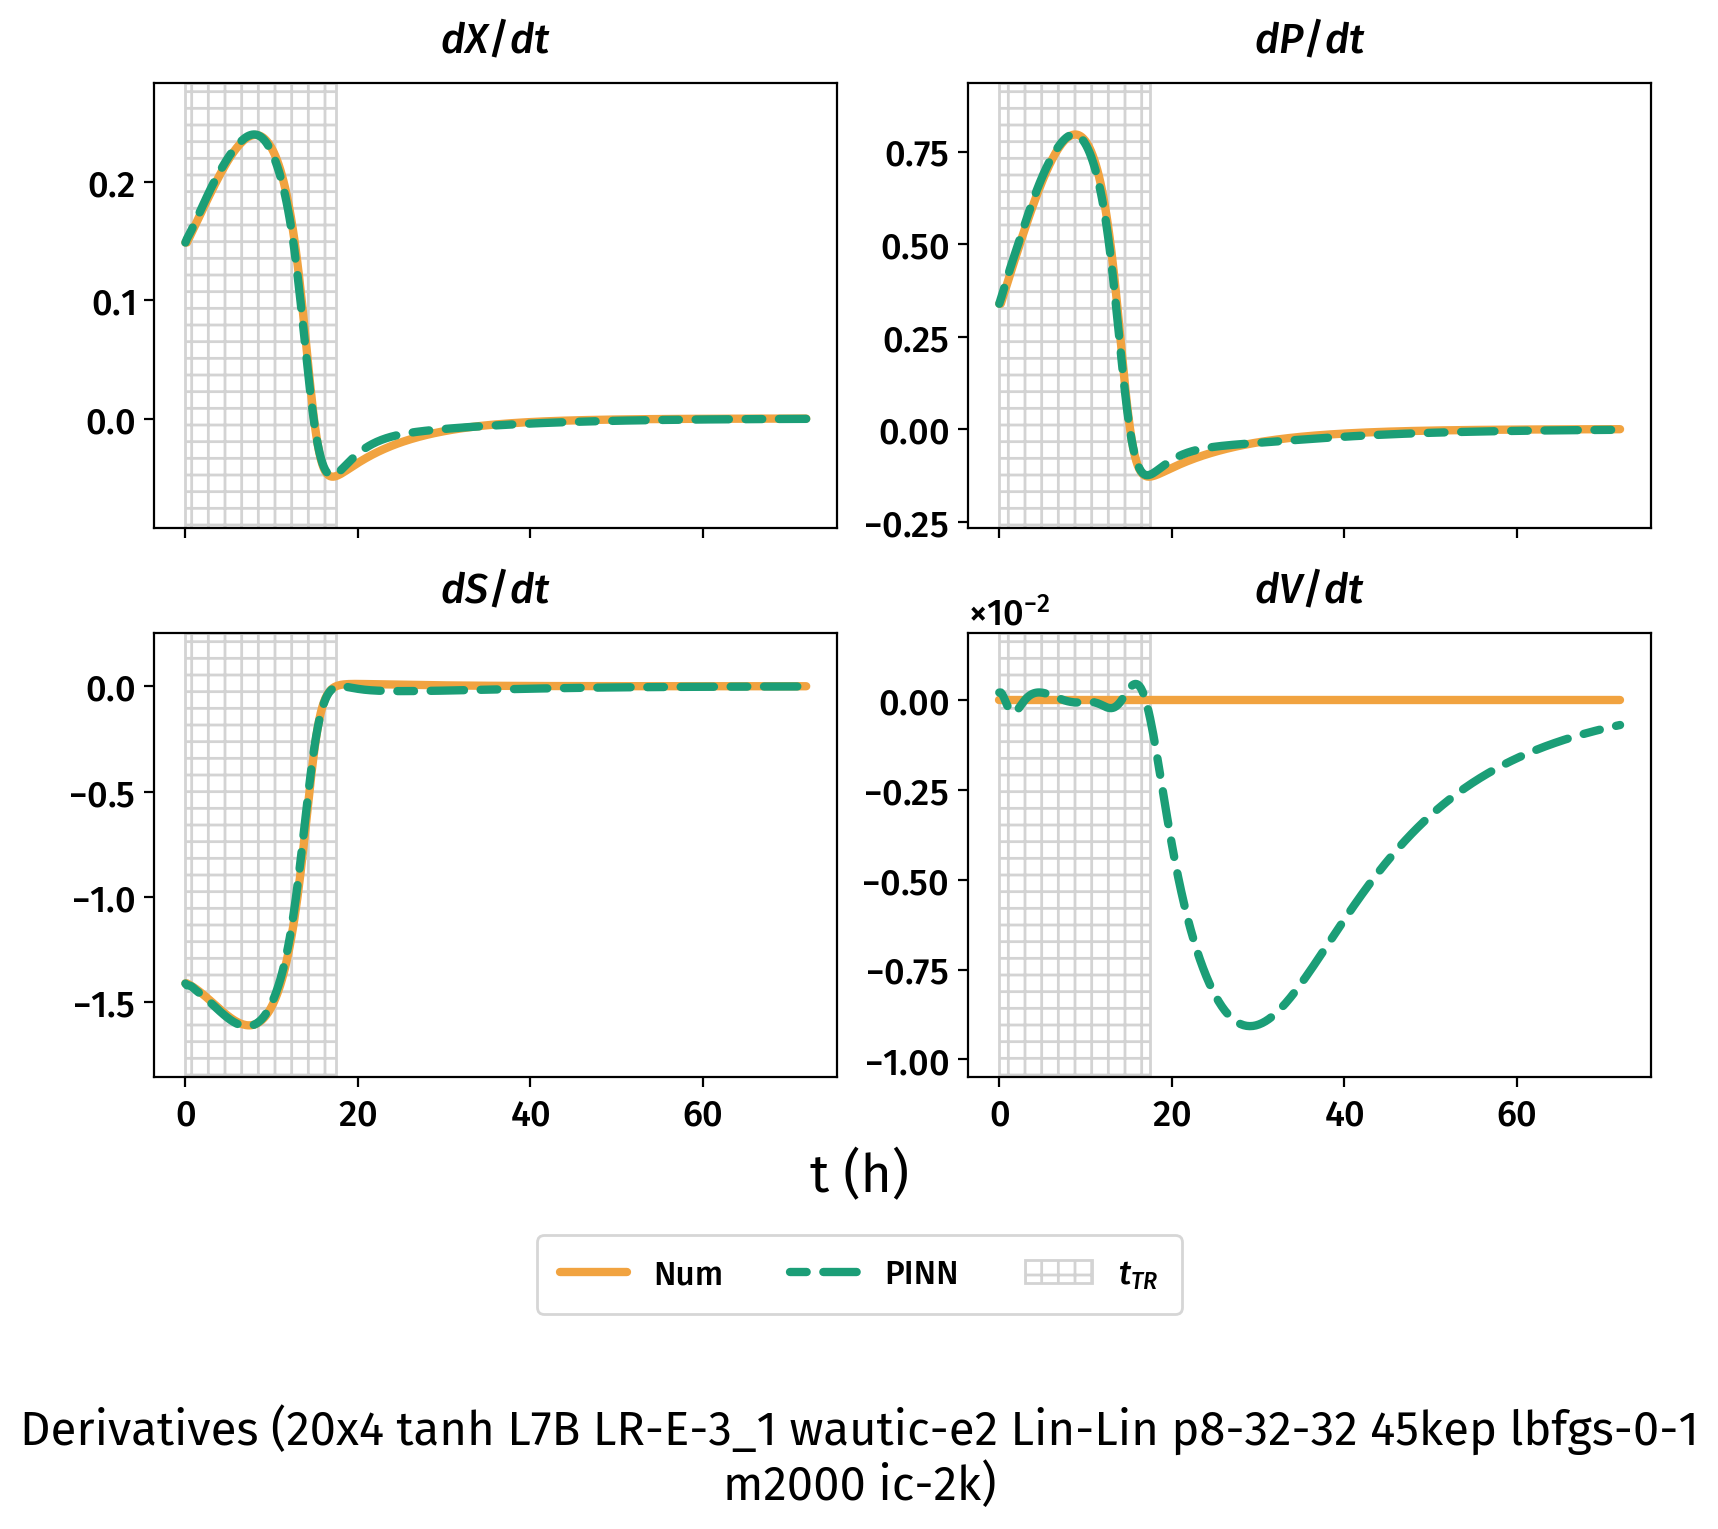 dX/dt
dP/dt
0.2
0.1
0.0
0.75
0.50
0.25
0.00
−0.25
dS/dt
dV/dt
×10⁻²
0.0
−0.5
−1.0
−1.5
0.00
−0.25
−0.50
−0.75
−1.00
0 20 40 60
0 20 40 60
t (h)
Num PINN t_TR
Derivatives (20x4 tanh L7B LR-E-3_1 wautic-e2 Lin-Lin p8-32-32 45kep lbfgs-0-1
m2000 ic-2k)